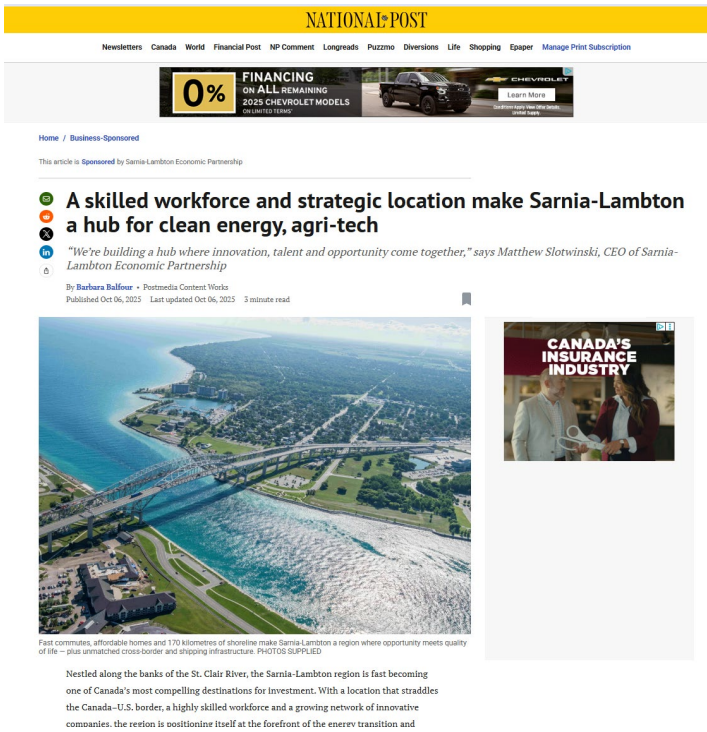 NATIONAL POST
Newsletters Canada World Financial Post NP Comment Longreads Puzzmo Diversions Life Shopping Epaper Manage Print Subscription
0%
FINANCING
ON ALL REMAINING
2025 CHEVROLET MODELS
ON LIMITED TERMS*
CHEVROLET
Learn More
Conditions Apply. View Offer Details.
Limited Supply.
Home / Business-Sponsored
This article is Sponsored by Sarnia-Lambton Economic Partnership
A skilled workforce and strategic location make Sarnia-Lambton
a hub for clean energy, agri-tech
“We’re building a hub where innovation, talent and opportunity come together,” says Matthew Slotwinski, CEO of Sarnia-
Lambton Economic Partnership
By Barbara Balfour • Postmedia Content Works
Published Oct 06, 2025 Last updated Oct 06, 2025 3 minute read
CANADA'S
INSURANCE
INDUSTRY
Fast commutes, affordable homes and 170 kilometres of shoreline make Sarnia-Lambton a region where opportunity meets quality
of life — plus unmatched cross-border and shipping infrastructure. PHOTOS SUPPLIED
Nestled along the banks of the St. Clair River, the Sarnia-Lambton region is fast becoming
one of Canada’s most compelling destinations for investment. With a location that straddles
the Canada–U.S. border, a highly skilled workforce and a growing network of innovative
companies, the region is positioning itself at the forefront of the energy transition and